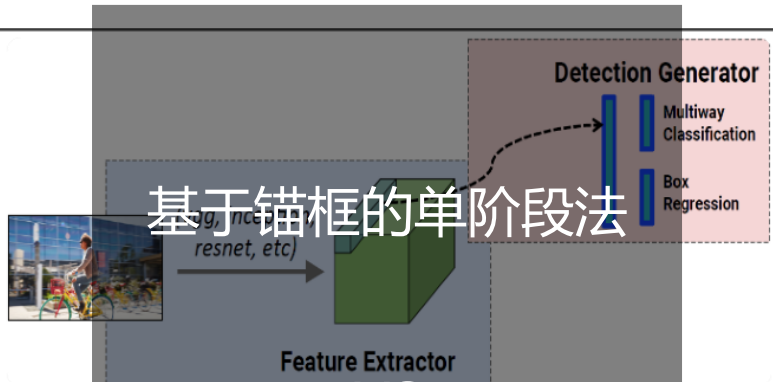 Detection Generator
Multiway
Classification
Box
Regression
基于锚框的单阶段法
resnet, etc)
Feature Extractor